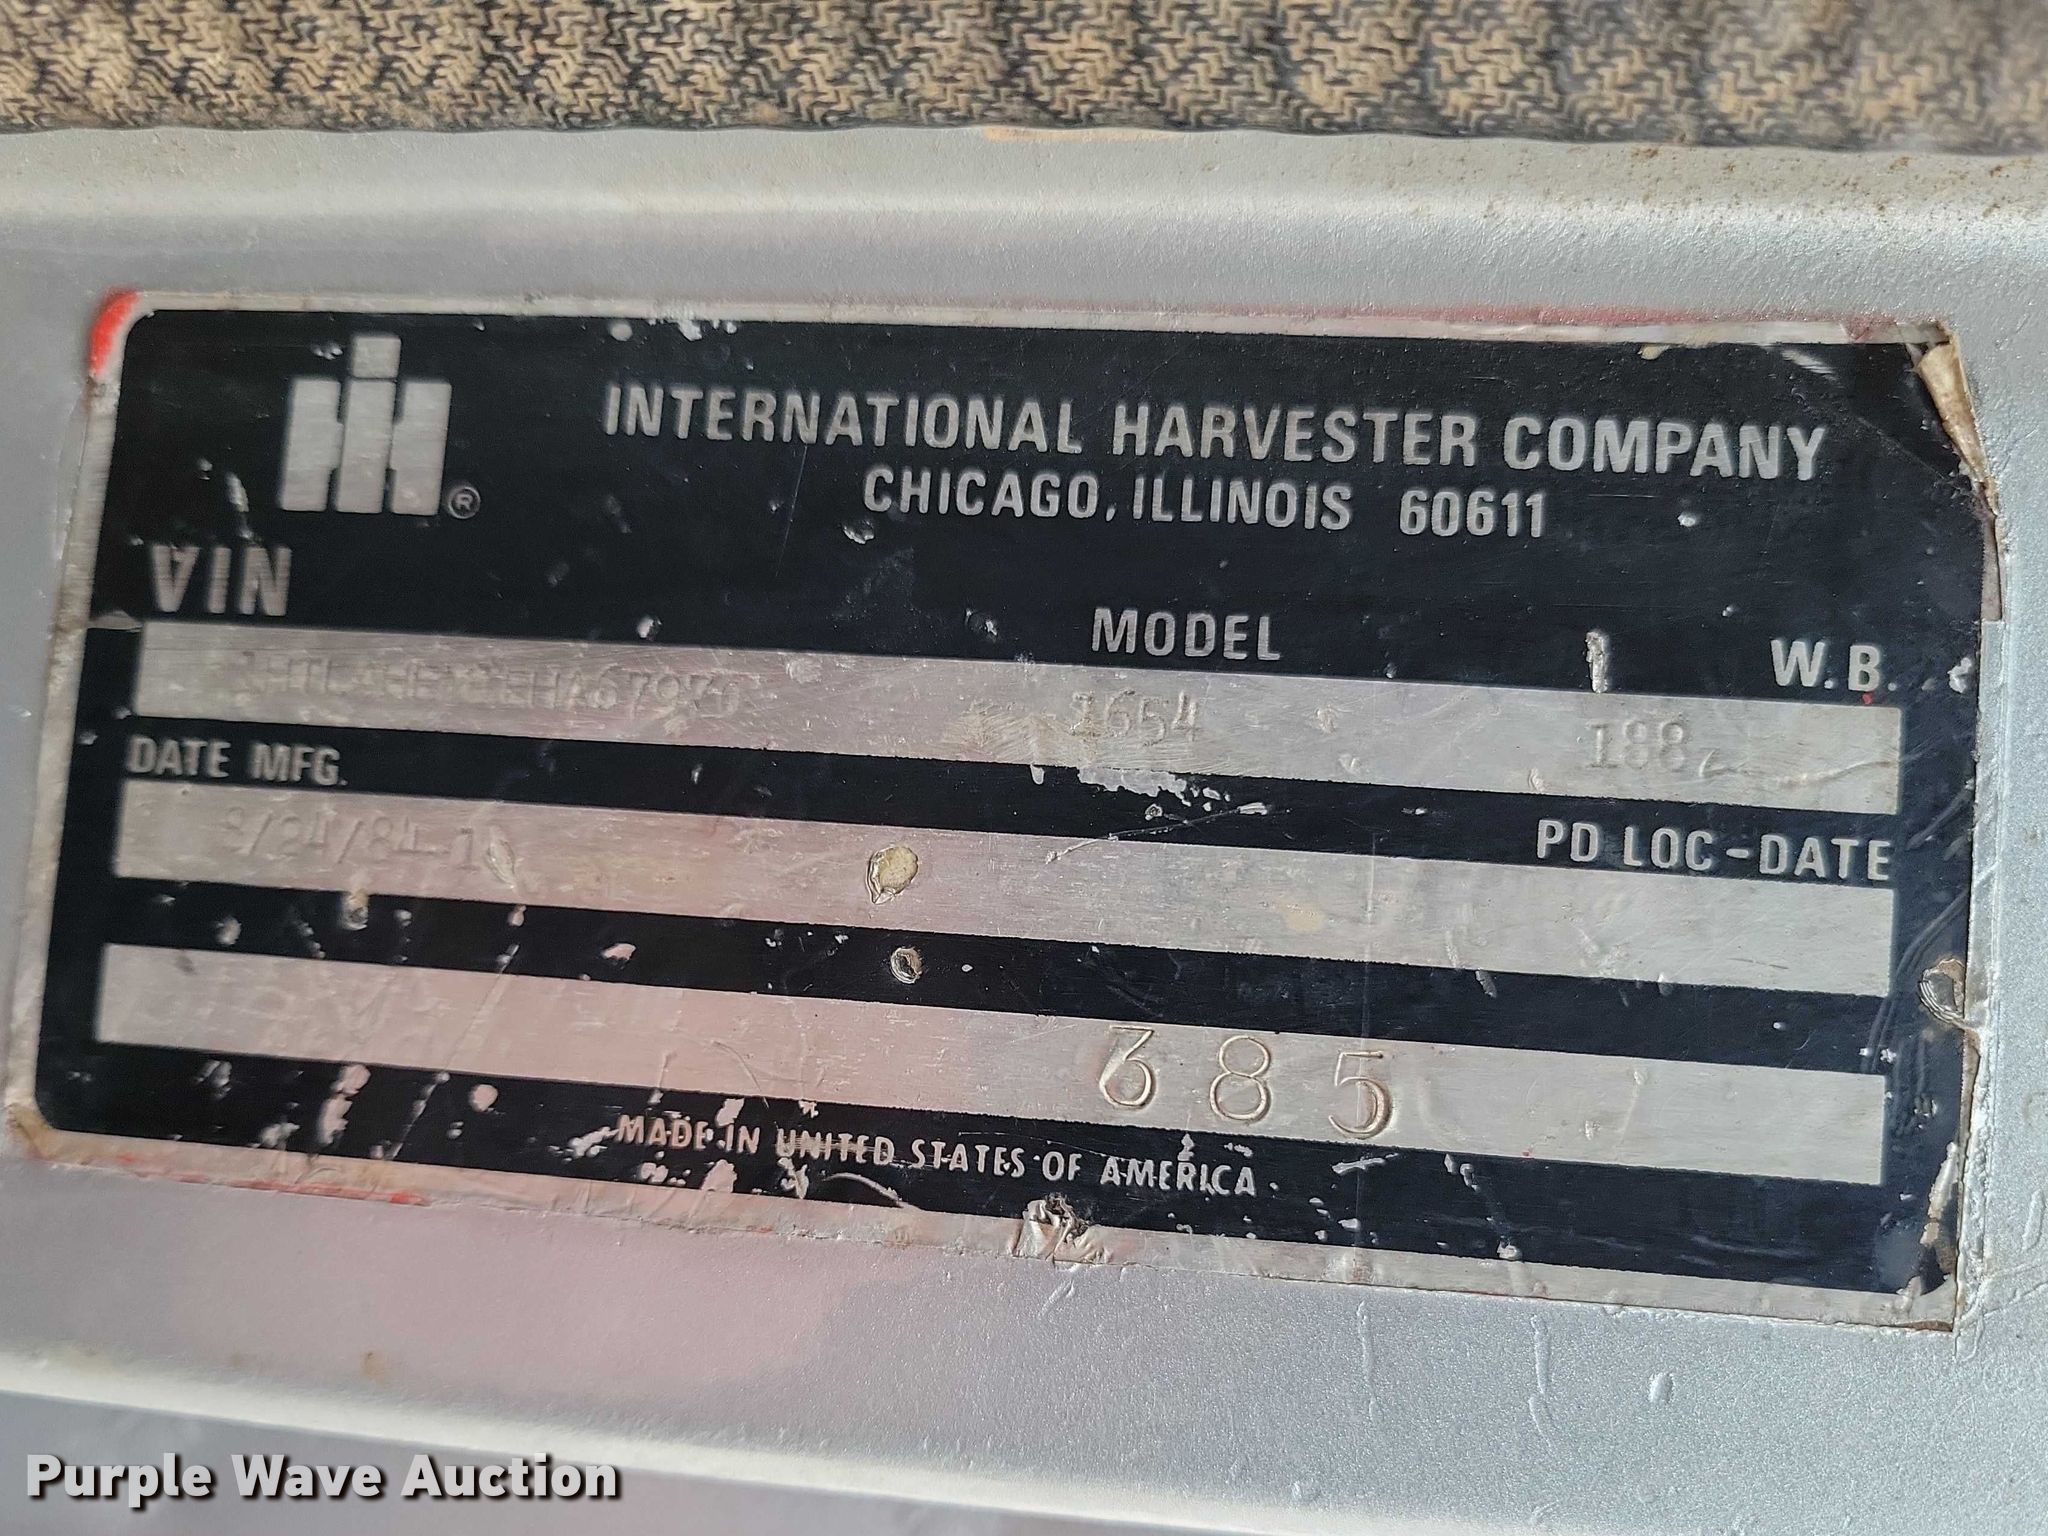 INTERNATIONAL HARVESTER COMPANY
CHICAGO, ILLINOIS 60611
VIN MODEL W.B.
1654 188
DATE MFG. PD LOC-DATE
685
MADE IN UNITED STATES OF AMERICA
Purple Wave Auction